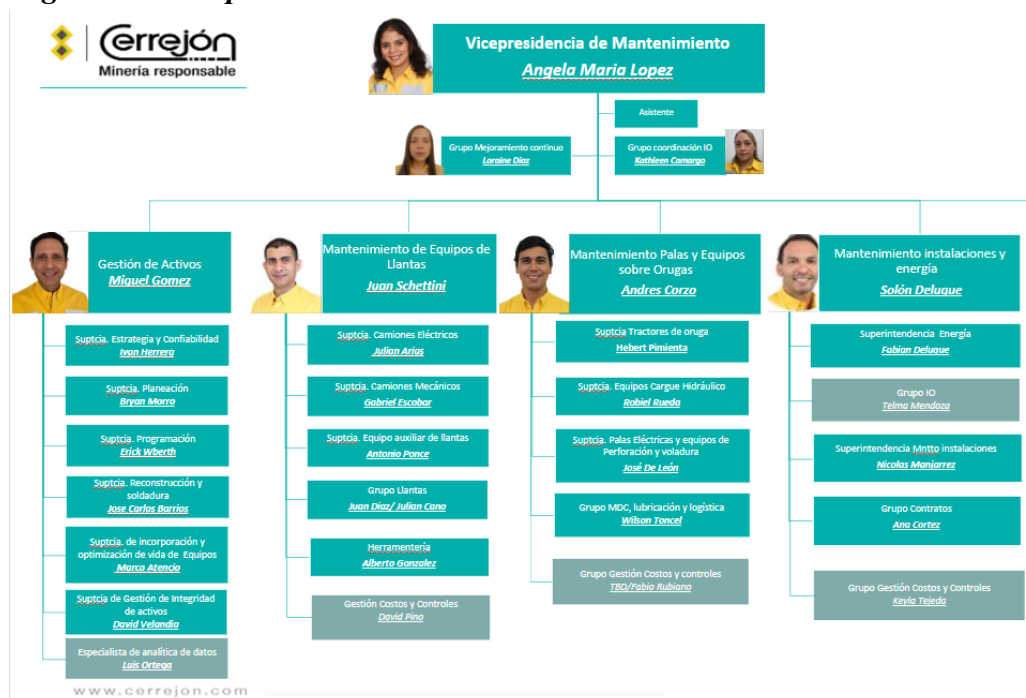 Cerrejón
Minería responsable
Vicepresidencia de Mantenimiento
Angela Maria Lopez
Asistente
Grupo Mejoramiento continuo
Loraine Diaz
Grupo coordinación IO
Kathleen Camargo
Gestión de Activos
Miguel Gomez
Suptcia. Estrategia y Confiabilidad
Ivan Herrera
Suptcia. Planeación
Bryan Morro
Suptcia. Programación
Erick Wberth
Suptcia. Reconstrucción y
soldadura
Jose Carlos Barrios
Suptcia. de incorporación y
optimización de vida de Equipos
Marco Atencio
Suptcia de Gestión de Integridad
de activos
David Velandia
Especialista de analítica de datos
Luis Ortega
Mantenimiento de Equipos de
Llantas
Juan Schettini
Suptcia. Camiones Eléctricos
Julian Arias
Suptcia. Camiones Mecánicos
Gabriel Escobar
Suptcia. Equipo auxiliar de llantas
Antonio Ponce
Grupo Llantas
Juan Diaz/ Julian Cano
Herramentería
Alberto Gonzalez
Gestión Costos y Controles
David Pino
Mantenimiento Palas y Equipos
sobre Orugas
Andres Corzo
Suptcia Tractores de oruga
Hebert Pimienta
Suptcia. Equipos Cargue Hidráulico
Robiel Rueda
Suptcia. Palas Eléctricas y equipos de
Perforación y voladura
José De León
Grupo MDC, lubricación y logística
Wilson Toncel
Grupo Gestión Costos y controles
TBD/Fabio Rubiano
Mantenimiento instalaciones y
energía
Solón Deluque
Superintendencia Energía
Fabian Deluque
Grupo IO
Telma Mendoza
Superintendencia Mntto instalaciones
Nicolas Manjarrez
Grupo Contratos
Ana Cortez
Grupo Gestión Costos y Controles
Keyla Tejeda
www.cerrejon.com